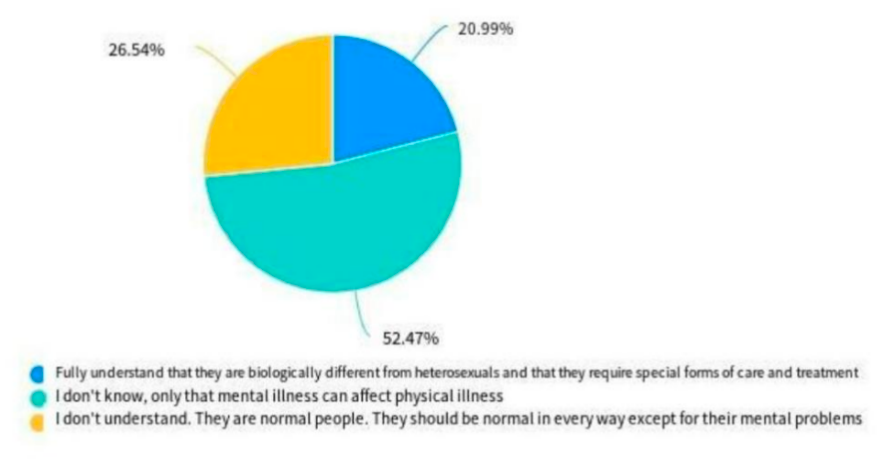 20.99%
26.54%
52.47%
Fully understand that they are biologically different from heterosexuals and that they require special forms of care and treatment
I don't know, only that mental illness can affect physical illness
I don't understand. They are normal people. They should be normal in every way except for their mental problems